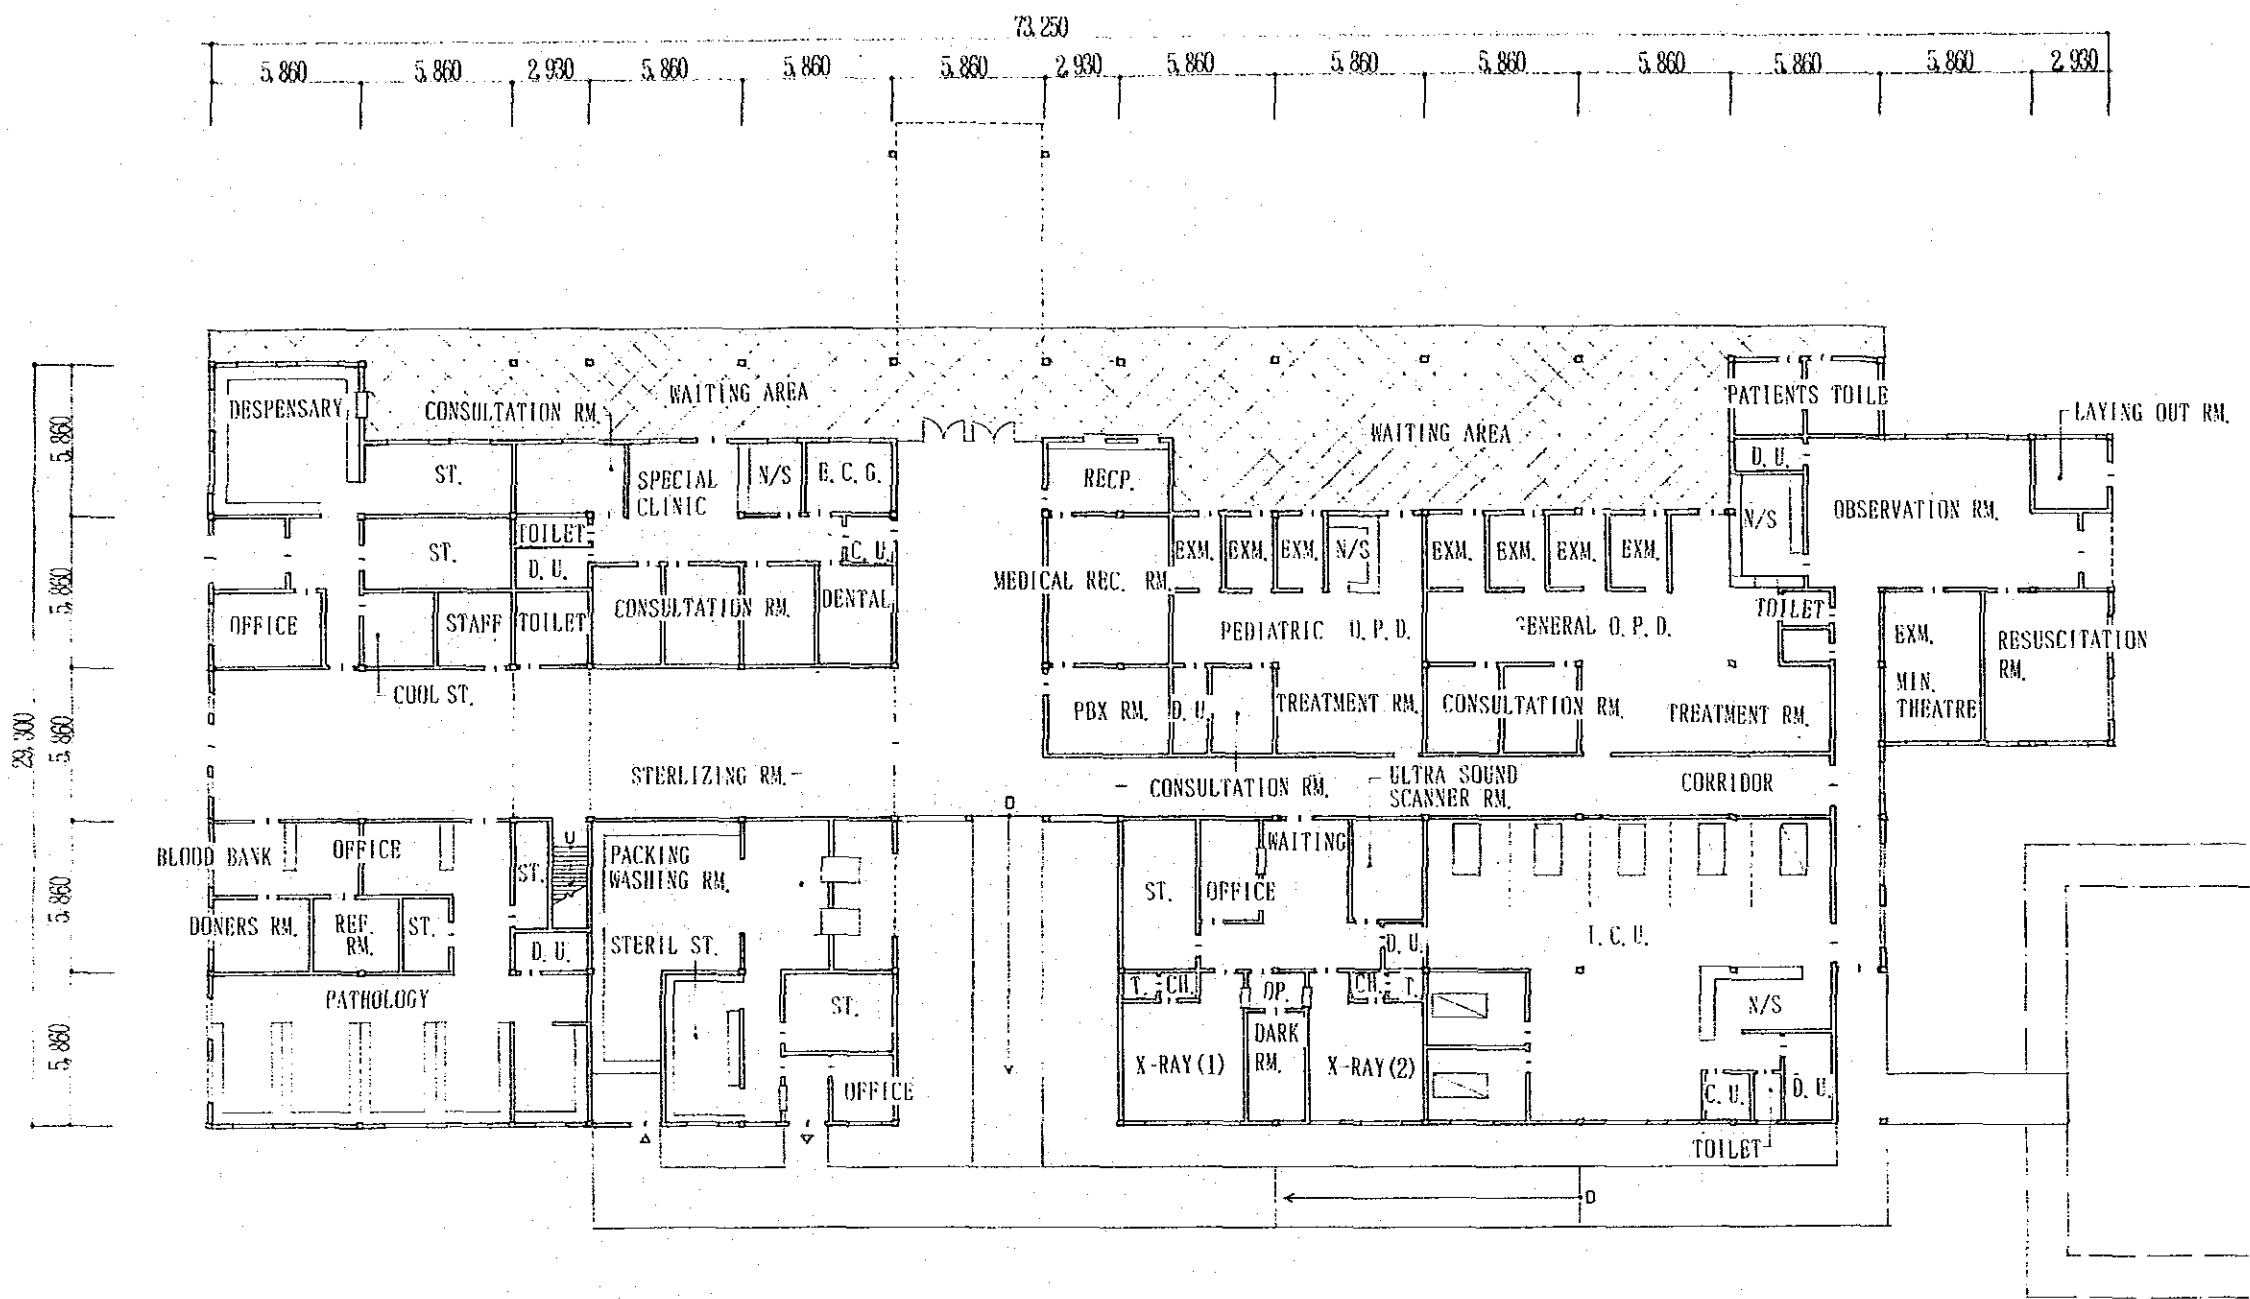 73,250
5,860 5,860 2,930 5,860 5,860 5,860 2,930 5,860 5,860 5,860 5,860 5,860 5,860 2,930
29,300
5,860
5,860
5,860
5,860
5,860
DESPENSARY
CONSULTATION RM.
WAITING AREA
WAITING AREA
PATIENTS TOILE
LAYING OUT RM.
ST.
SPECIAL
CLINIC
N/S
E.C.G.
RECP.
D.U.
N/S
OBSERVATION RM.
ST.
TOILET
D.U.
C.U.
MEDICAL REC. RM.
EXM.
EXM.
EXM.
N/S
EXM.
EXM.
EXM.
EXM.
OFFICE
STAFF
TOILET
CONSULTATION RM.
DENTAL
PEDIATRIC O.P.D.
GENERAL O.P.D.
TOILET
EXM.
MIN.
THEATRE
RESUSCITATION
RM.
COOL ST.
PBX RM.
D.U.
TREATMENT RM.
CONSULTATION RM.
TREATMENT RM.
STERLIZING RM.
CONSULTATION RM.
ULTRA SOUND
SCANNER RM.
CORRIDOR
D
BLOOD BANK
OFFICE
ST.
U
PACKING
WASHING RM.
ST.
OFFICE
WAITING
DONERS RM.
REF.
RM.
ST.
D.U.
STERIL ST.
D.U.
I.C.U.
PATHOLOGY
ST.
T.
CH.
OP.
CH.
T.
N/S
X-RAY(1)
DARK
RM.
X-RAY(2)
OFFICE
C.U.
D.U.
TOILET
D